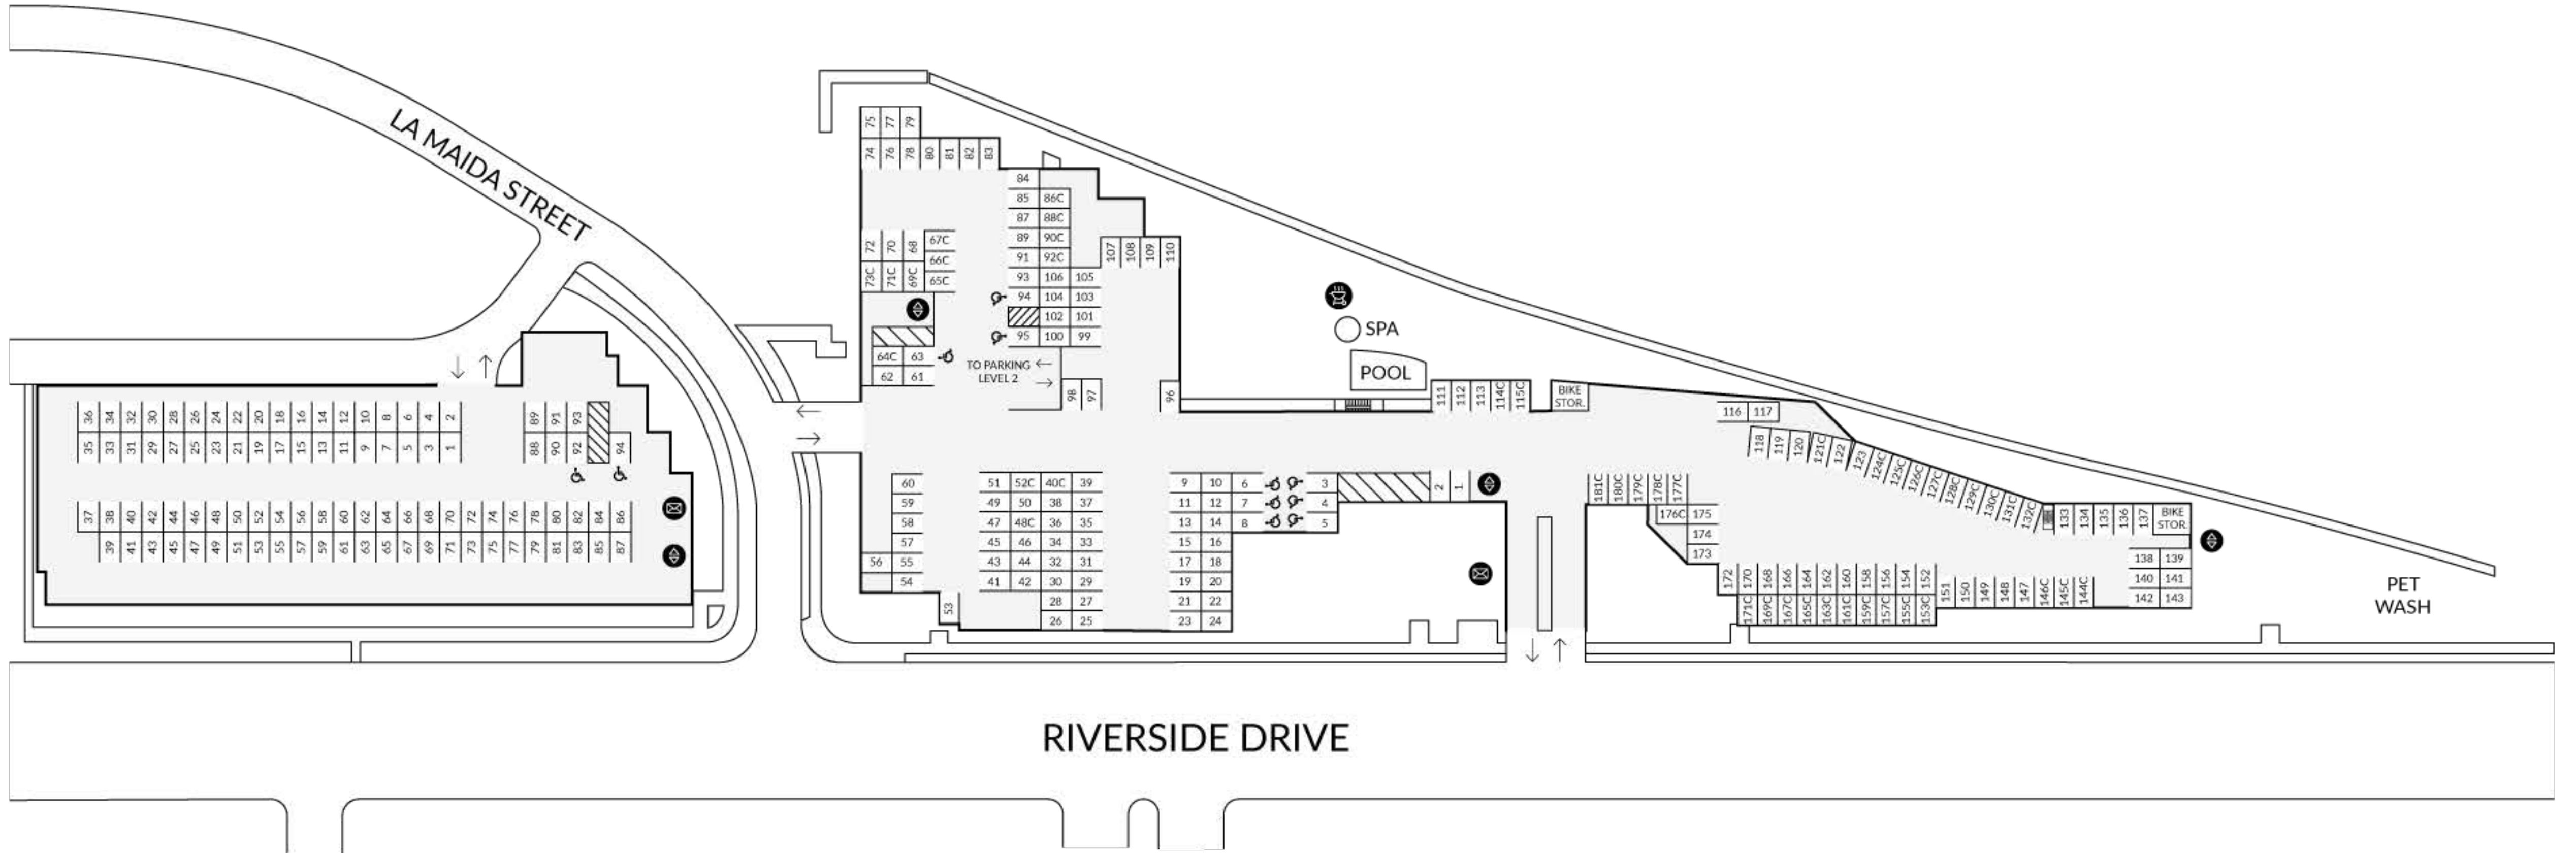 LA MAIDA STREET
36 34 32 30 28 26 24 22 20 18 16 14 12 10 8 6 4 2
35 33 31 29 27 25 23 21 19 17 15 13 11 9 7 5 3 1
89 91 93
88 90 92 94
37 38 40 42 44 46 48 50 52 54 56 58 60 62 64 66 68 70 72 74 76 78 80 82 84 86
39 41 43 45 47 49 51 53 55 57 59 61 63 65 67 69 71 73 75 77 79 81 83 85 87
75 77 79
74 76 78 80 81 82 83
84
85 86C
87 88C
89 90C
91 92C
93 106 105
94 104 103
102 101
95 100 99
72 70 68 67C
66C
73C 71C 69C 65C
64C 63
62 61
TO PARKING
LEVEL 2
98 97
96
107 108 109 110
SPA
POOL
111 112 113 114C 115C
BIKE
STOR.
116 117
118 119 120 121C 122 123 124C 125C 126C 127C 128C 129C 130C 131C 132C
133 134 135 136 137
BIKE
STOR.
138 139
140 141
142 143
60
59
58
57
56 55
54
53
51 52C 40C 39
49 50 38 37
47 48C 36 35
45 46 34 33
43 44 32 31
41 42 30 29
28 27
26 25
9 10 6 3
11 12 7 4
13 14 8 5
15 16
17 18
19 20
21 22
23 24
2 1
181C 180C 179C 178C 177C
176C 175
174
173
172 170 168 166 164 162 160 158 156 154 152
171C 169C 167C 165C 163C 161C 159C 157C 155C 153C
151 150 149 148 147 146C 145C 144C
PET
WASH
RIVERSIDE DRIVE